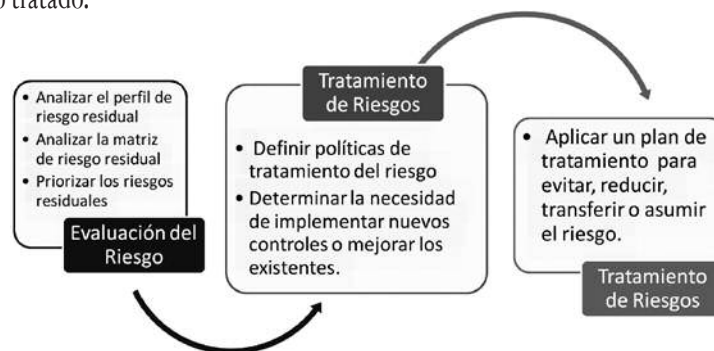 o tratado.
• Analizar el perfil de
riesgo residual
• Analizar la matriz
de riesgo residual
• Priorizar los riesgos
residuales
Evaluación del
Riesgo
Tratamiento
de Riesgos
• Definir políticas de
tratamiento del riesgo
• Determinar la necesidad
de implementar nuevos
controles o mejorar los
existentes.
• Aplicar un plan de
tratamiento para
evitar, reducir,
transferir o asumir
el riesgo.
Tratamiento
de Riesgos